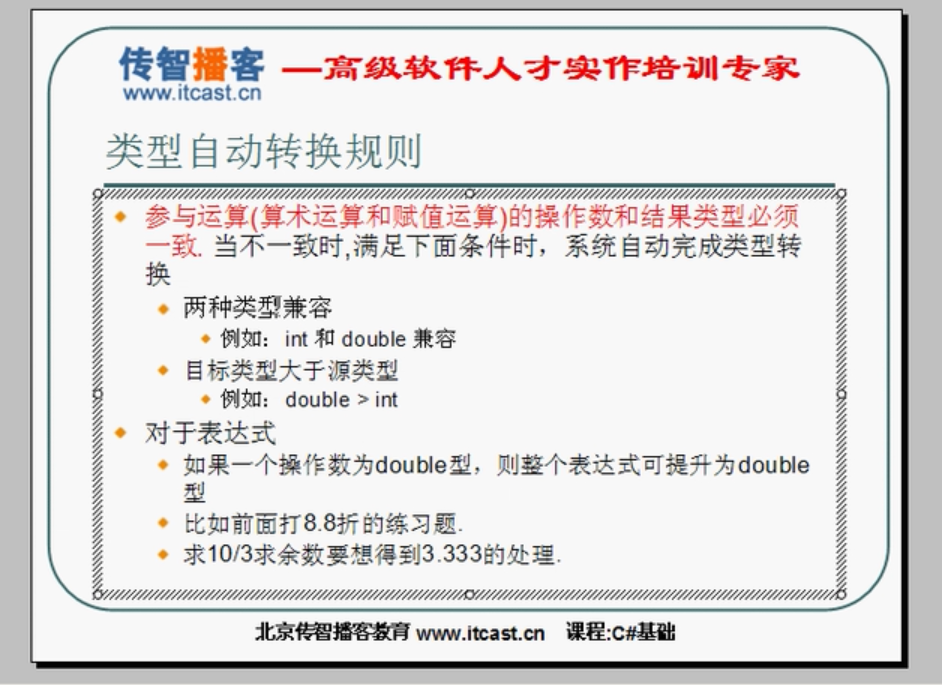 传智播客
www.itcast.cn
—高级软件人才实作培训专家
类型自动转换规则
参与运算(算术运算和赋值运算)的操作数和结果类型必须
一致. 当不一致时,满足下面条件时，系统自动完成类型转
换
两种类型兼容
例如：int 和 double 兼容
目标类型大于源类型
例如：double > int
对于表达式
如果一个操作数为double型，则整个表达式可提升为double
型
比如前面打8.8折的练习题.
求10/3求余数要想得到3.333的处理.
北京传智播客教育 www.itcast.cn 课程:C#基础